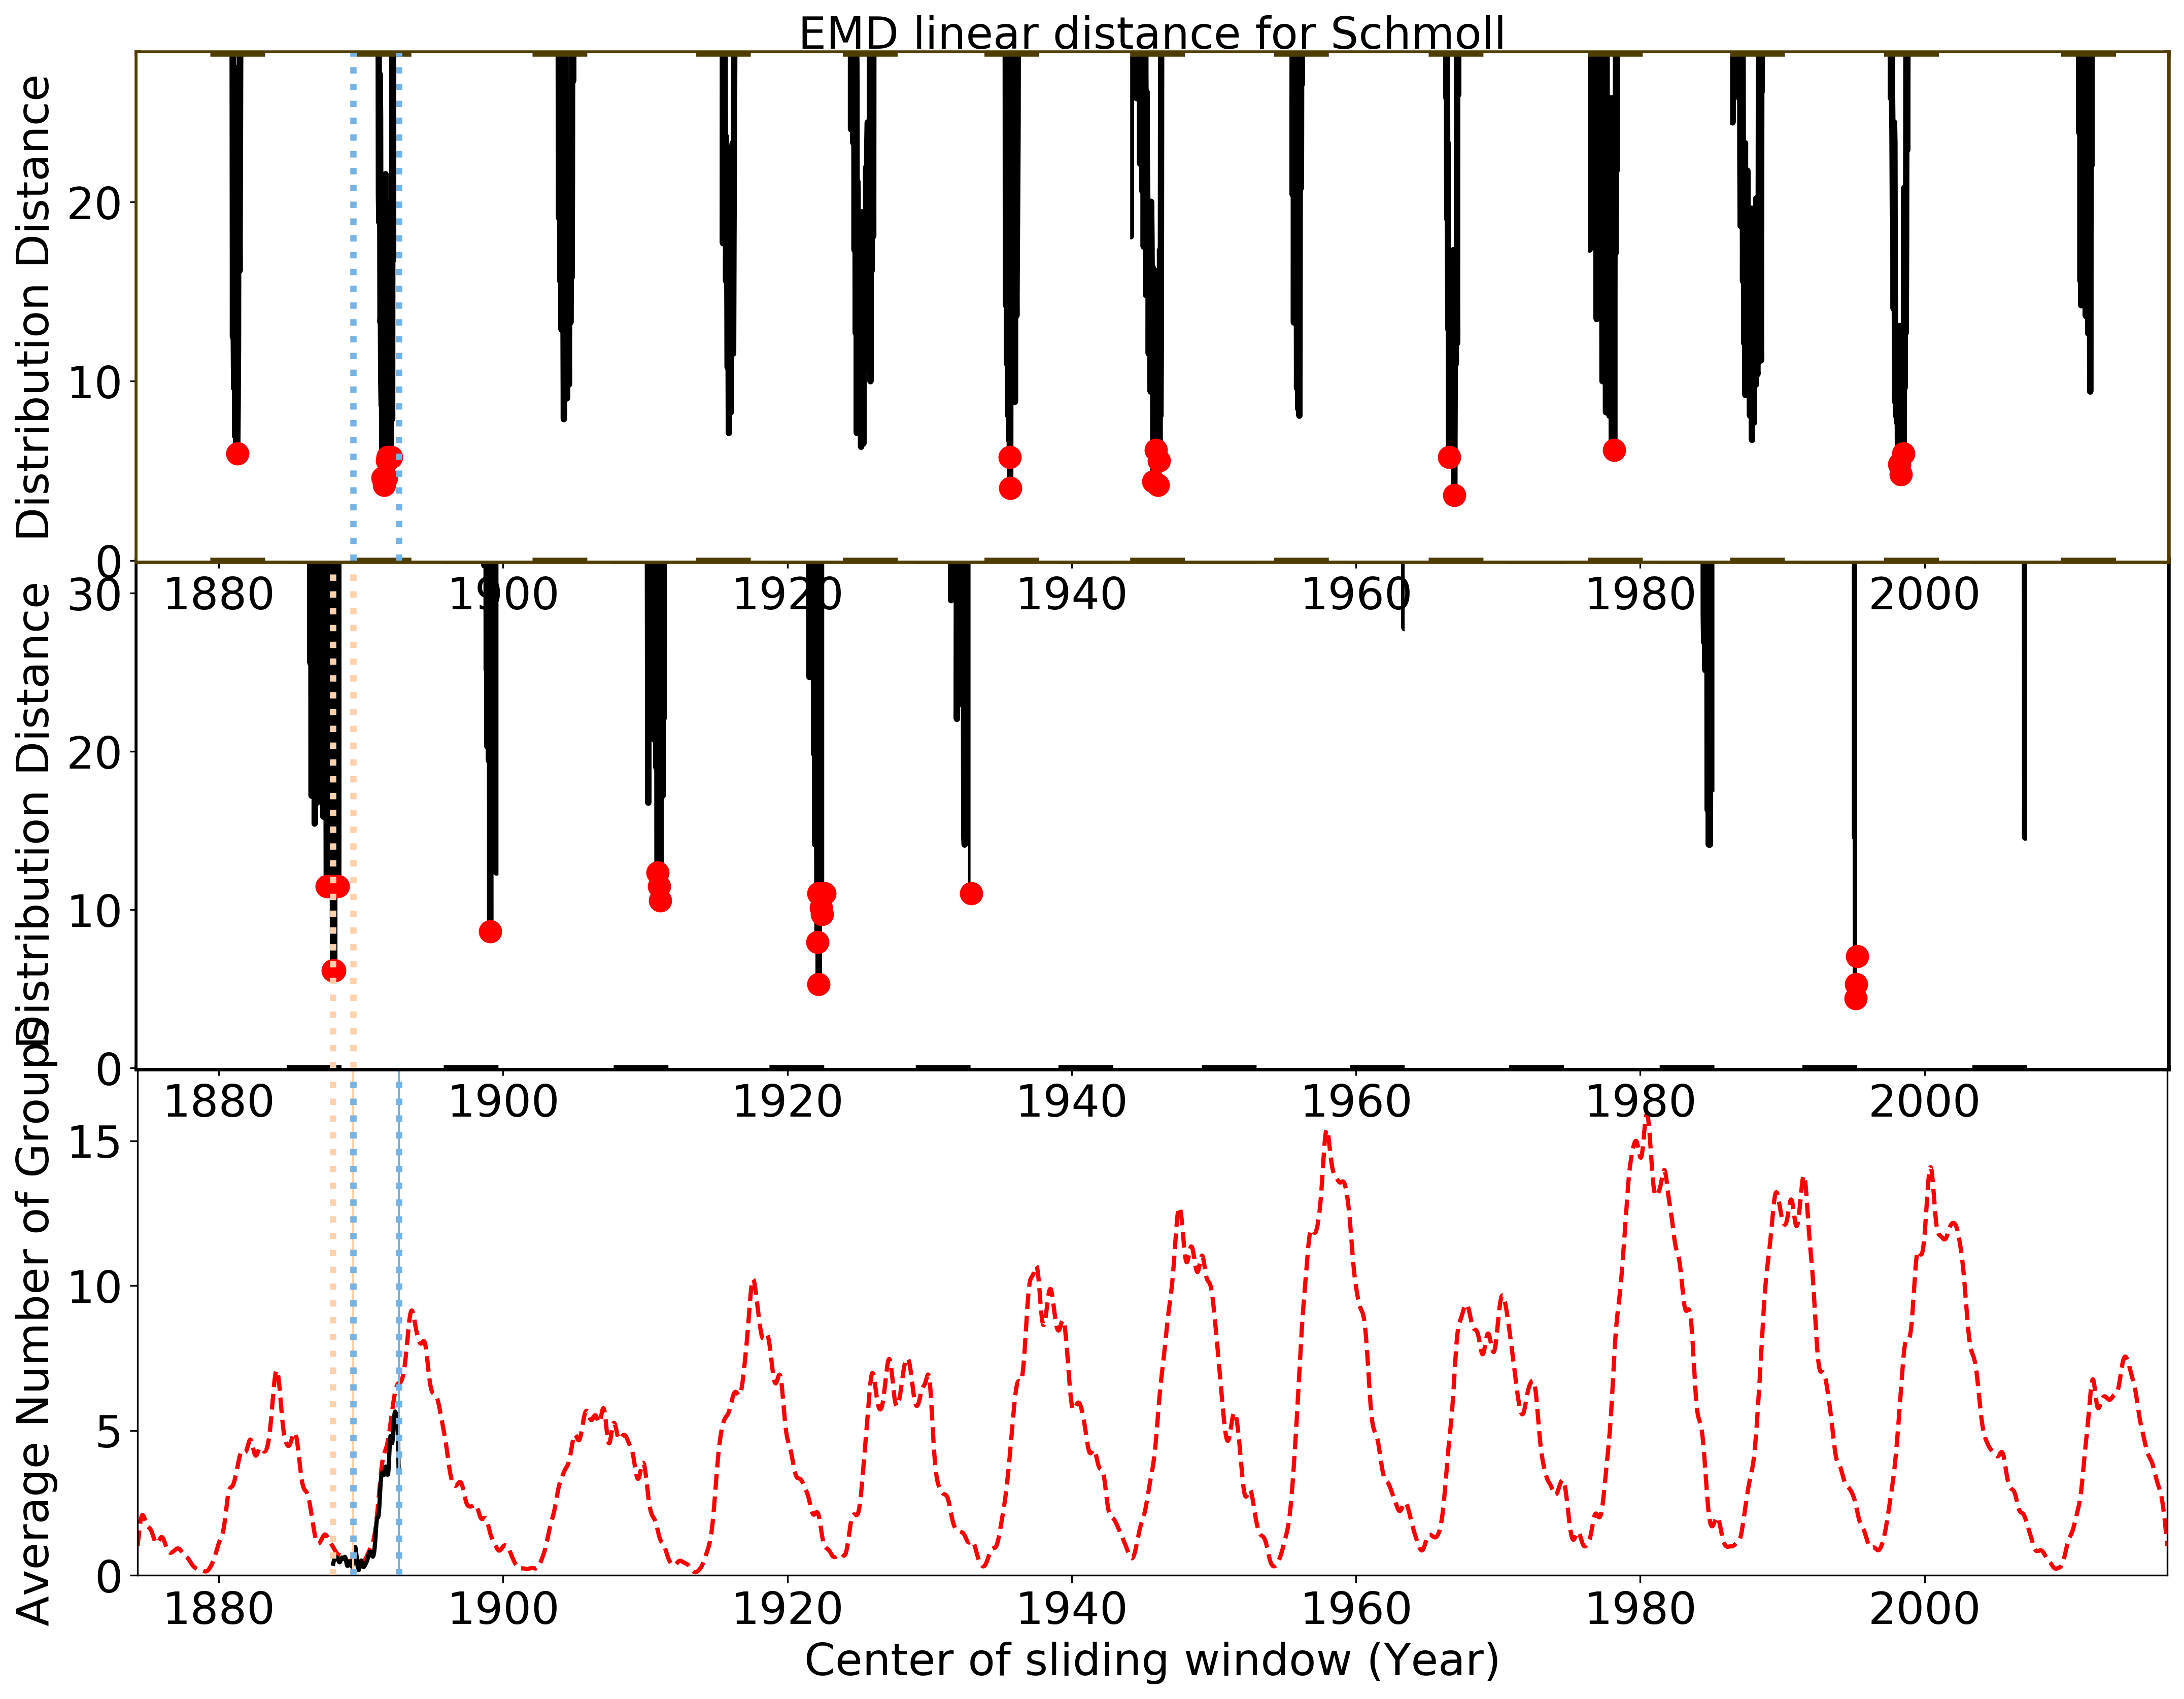 EMD linear distance for Schmoll
Distribution Distance
20
10
0
1880 1900 1920 1940 1960 1980 2000
Distribution Distance
30
20
10
0
1880 1900 1920 1940 1960 1980 2000
Average Number of Groups
15
10
5
0
1880 1900 1920 1940 1960 1980 2000
Center of sliding window (Year)